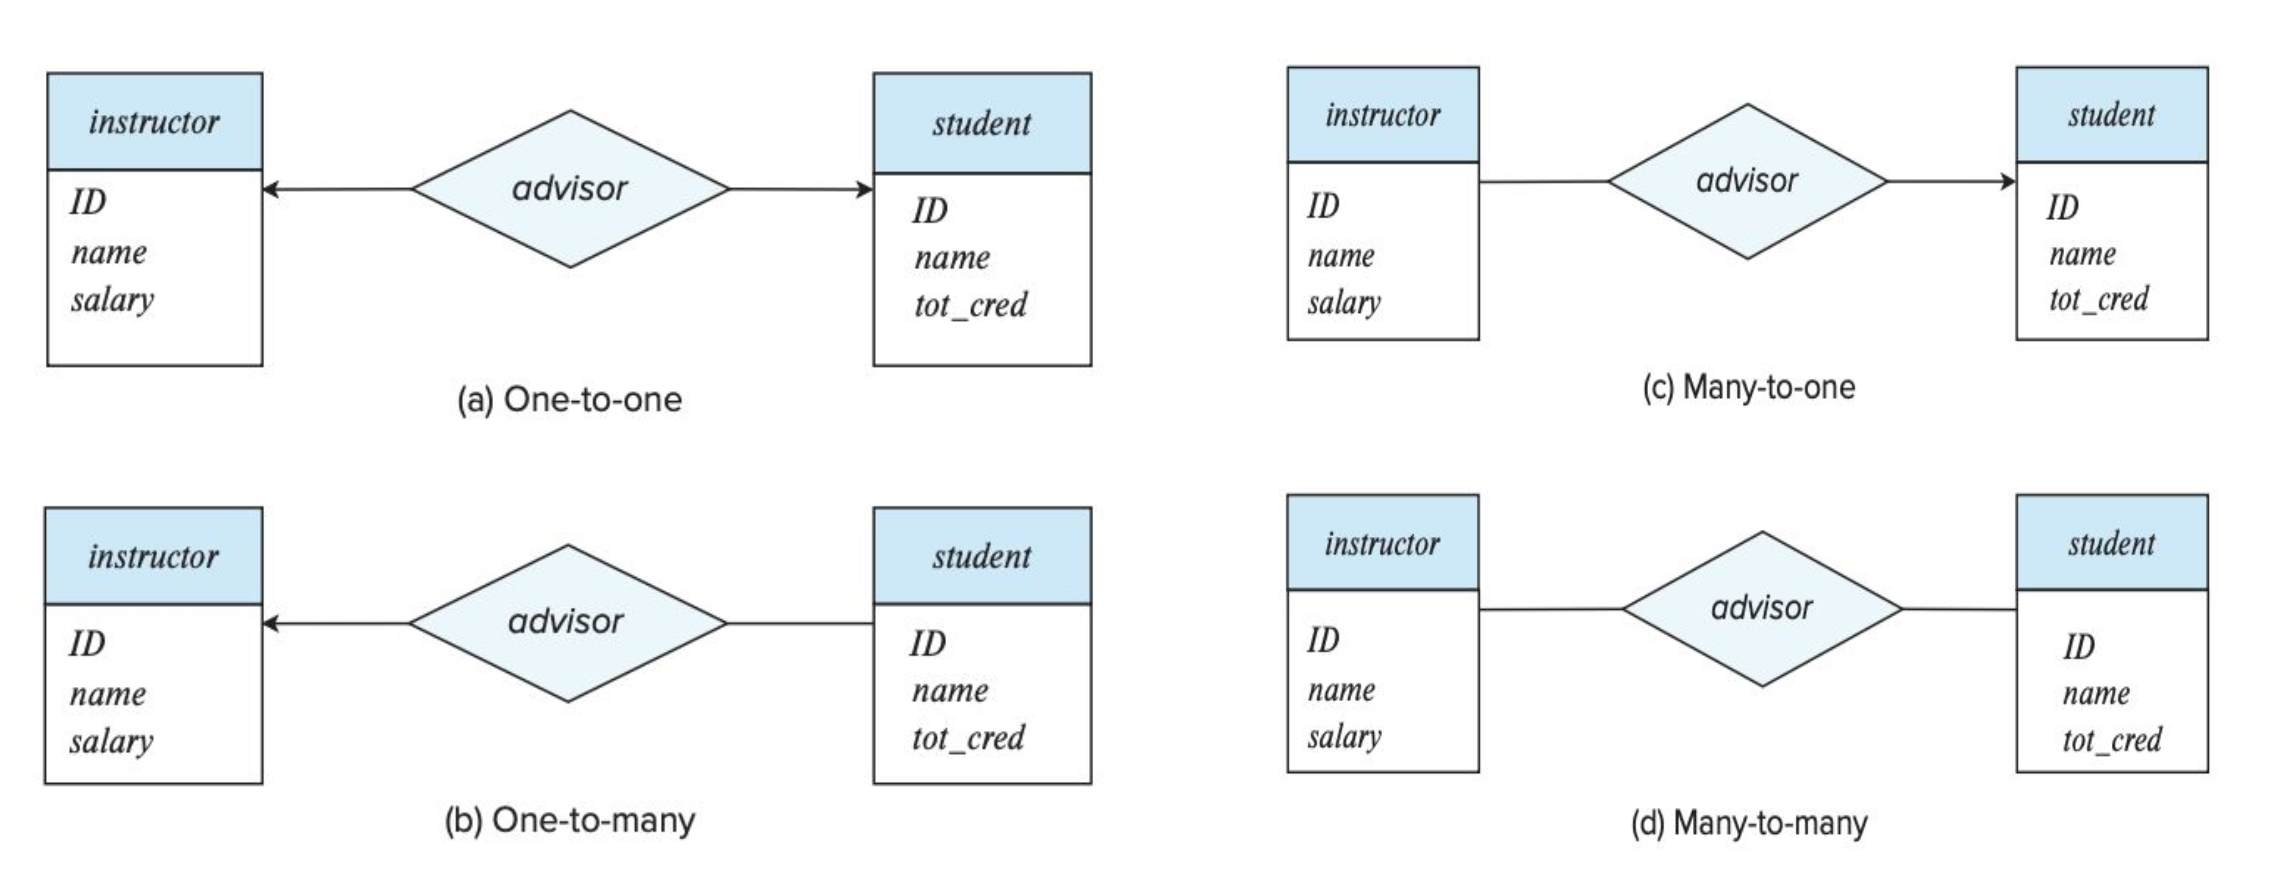 instructor
ID
name
salary
advisor
student
ID
name
tot_cred
(a) One-to-one
instructor
ID
name
salary
advisor
student
ID
name
tot_cred
(c) Many-to-one
instructor
ID
name
salary
advisor
student
ID
name
tot_cred
(b) One-to-many
instructor
ID
name
salary
advisor
student
ID
name
tot_cred
(d) Many-to-many